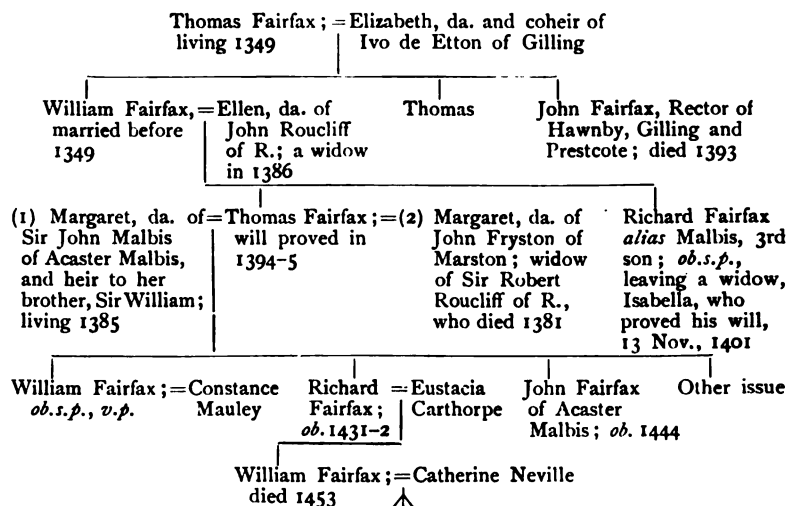 Thomas Fairfax ; = Elizabeth, da. and coheir of
living 1349
Ivo de Etton of Gilling
William Fairfax, =
married before
1349
Ellen, da. of
John Roucliff
of R.; a widow
in 1386
Thomas
John Fairfax, Rector of
Hawnby, Gilling and
Prestcote; died 1393
(1) Margaret, da. of =
Sir John Malbis
of Acaster Malbis,
and heir to her
brother, Sir William;
living 1385
Thomas Fairfax ; =
will proved in
1394-5
(2) Margaret, da. of
John Fryston of
Marston; widow
of Sir Robert
Roucliff of R.,
who died 1381
Richard Fairfax
alias Malbis, 3rd
son; ob.s.p.,
leaving a widow,
Isabella, who
proved his will,
13 Nov., 1401
William Fairfax ; =
ob.s.p., v.p.
Constance
Mauley
Richard =
Fairfax ;
ob. 1431-2
Eustacia
Carthorpe
John Fairfax
of Acaster
Malbis; ob. 1444
Other issue
William Fairfax ; = Catherine Neville
died 1453